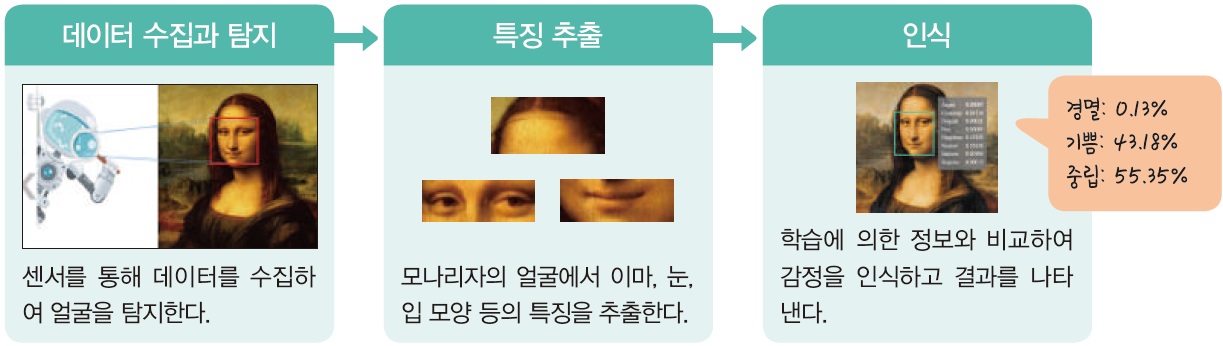 데이터 수집과 탐지
센서를 통해 데이터를 수집하
여 얼굴을 탐지한다.
특징 추출
모나리자의 얼굴에서 이마, 눈,
입 모양 등의 특징을 추출한다.
인식
경멸: 0.13%
기쁨: 43.18%
중립: 55.35%
학습에 의한 정보와 비교하여
감정을 인식하고 결과를 나타
낸다.